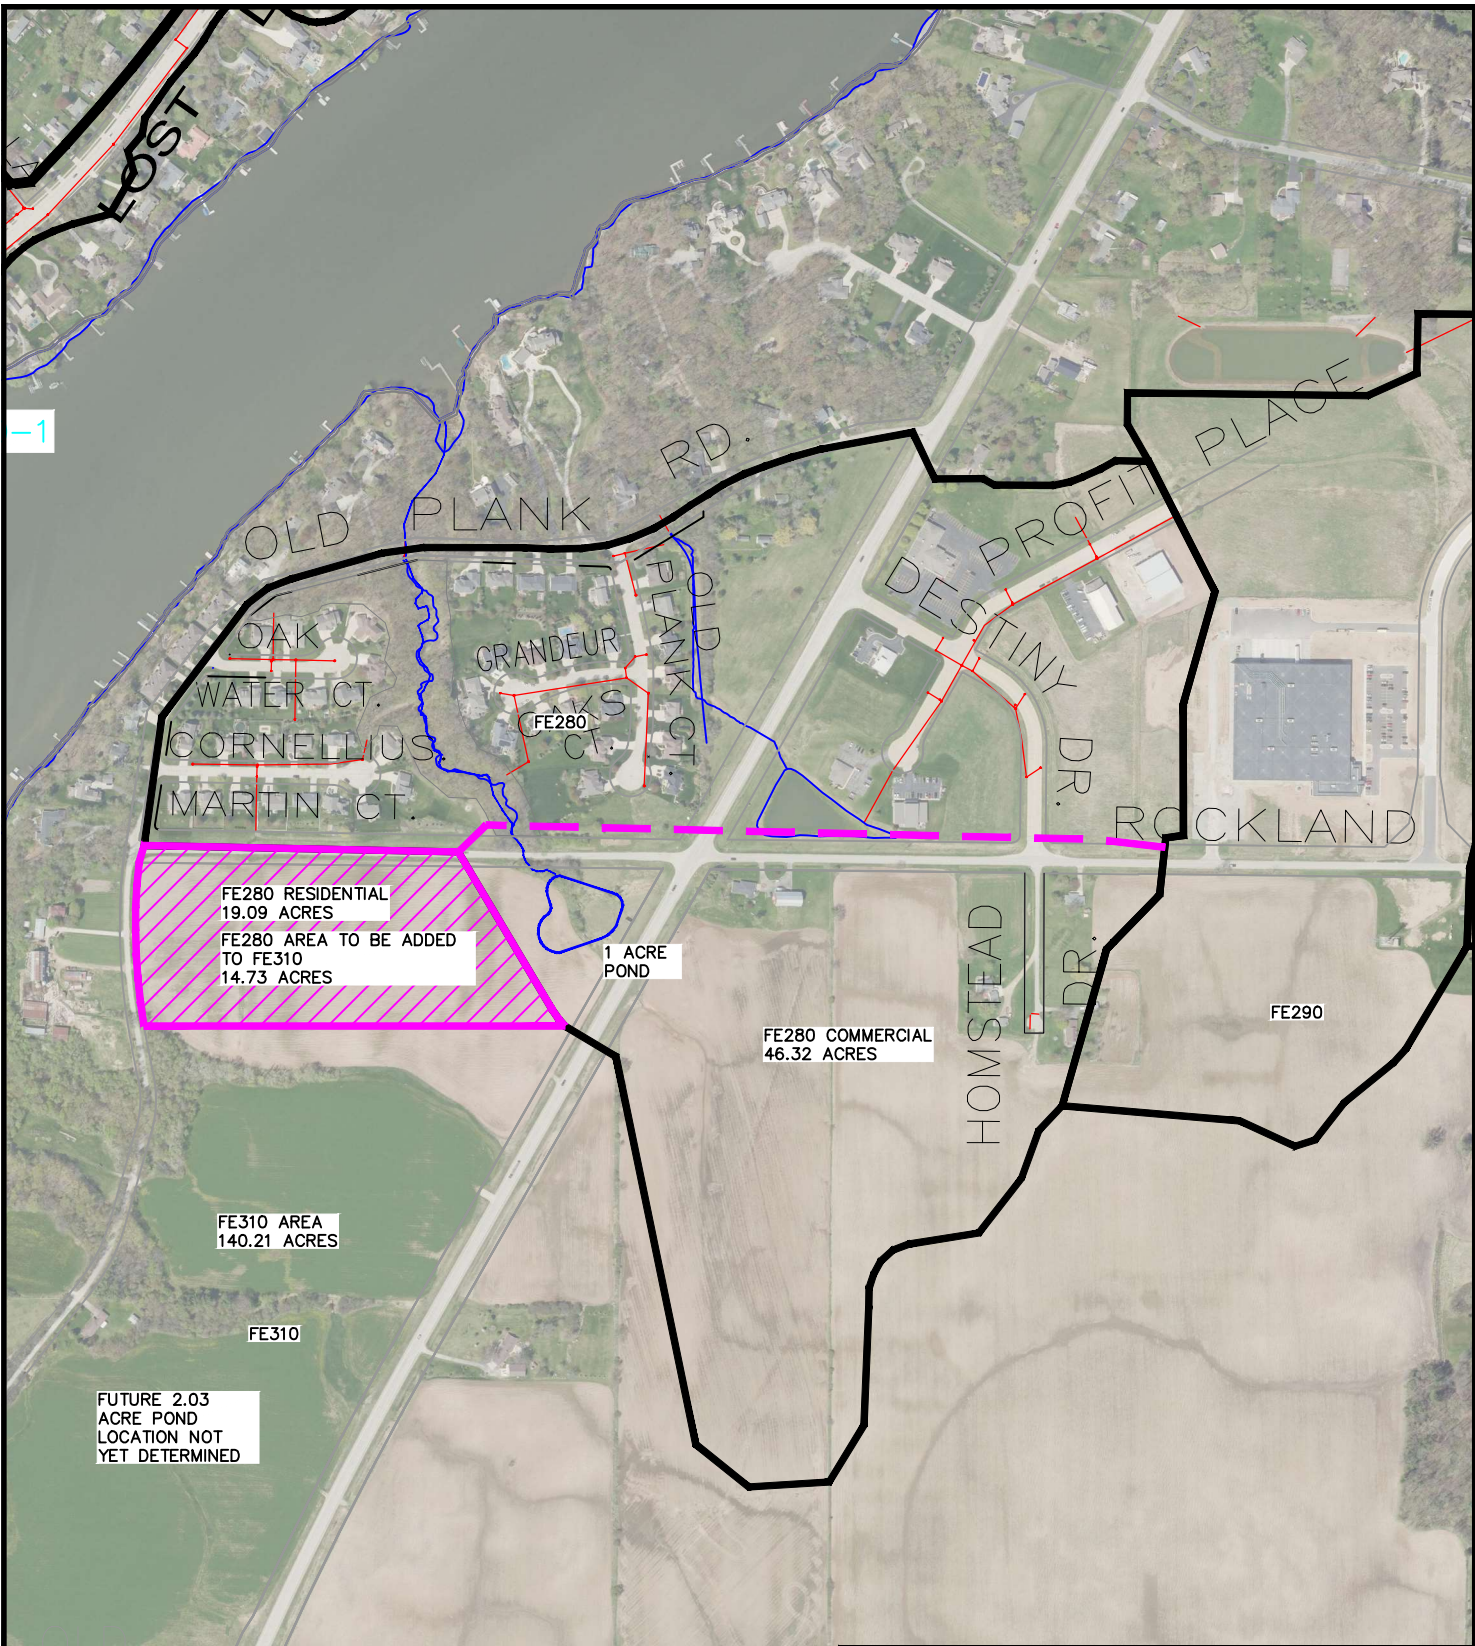 LOST
-1
OLD PLANK RD.
PROFIT PLACE
DESTINY DR.
OLD PLANK CT.
OAK
WATER CT.
GRANDEUR
OAKS
CT.
FE280
CORNELLIUS
MARTIN CT.
ROCKLAND
FE280 RESIDENTIAL
19.09 ACRES
FE280 AREA TO BE ADDED
TO FE310
14.73 ACRES
1 ACRE
POND
HOMSTEAD DR.
FE290
FE280 COMMERCIAL
46.32 ACRES
FE310 AREA
140.21 ACRES
FE310
FUTURE 2.03
ACRE POND
LOCATION NOT
YET DETERMINED